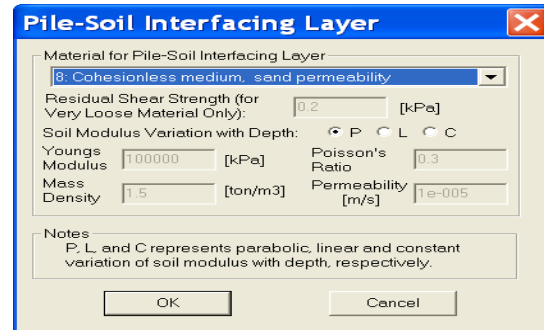 Pile-Soil Interfacing Layer
Material for Pile-Soil Interfacing Layer
8: Cohesionless medium, sand permeability
Residual Shear Strength (for
Very Loose Material Only):
0.2
[kPa]
Soil Modulus Variation with Depth:
P
L
C
Youngs
Modulus
100000
[kPa]
Poisson's
Ratio
0.3
Mass
Density
1.5
[ton/m3]
Permeability
[m/s]
1e-005
Notes
P, L, and C represents parabolic, linear and constant
variation of soil modulus with depth, respectively.
OK
Cancel